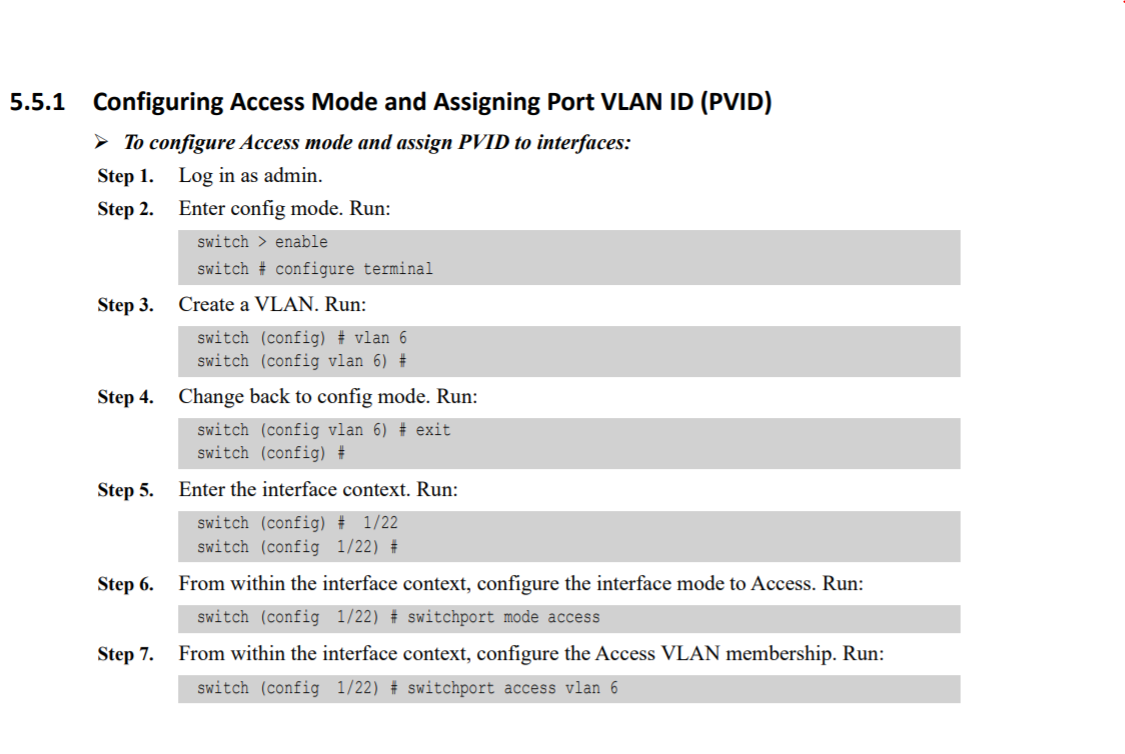 5.5.1 Configuring Access Mode and Assigning Port VLAN ID (PVID)
➢ To configure Access mode and assign PVID to interfaces:
Step 1. Log in as admin.
Step 2. Enter config mode. Run:
switch > enable
switch # configure terminal
Step 3. Create a VLAN. Run:
switch (config) # vlan 6
switch (config vlan 6) #
Step 4. Change back to config mode. Run:
switch (config vlan 6) # exit
switch (config) #
Step 5. Enter the interface context. Run:
switch (config) #  1/22
switch (config  1/22) #
Step 6. From within the interface context, configure the interface mode to Access. Run:
switch (config  1/22) # switchport mode access
Step 7. From within the interface context, configure the Access VLAN membership. Run:
switch (config  1/22) # switchport access vlan 6